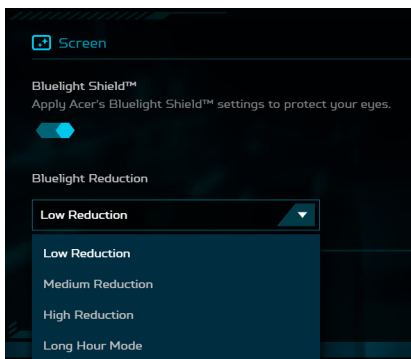 Screen
Bluelight Shield™
Apply Acer's Bluelight Shield™ settings to protect your eyes.
Bluelight Reduction
Low Reduction
Low Reduction
Medium Reduction
High Reduction
Long Hour Mode